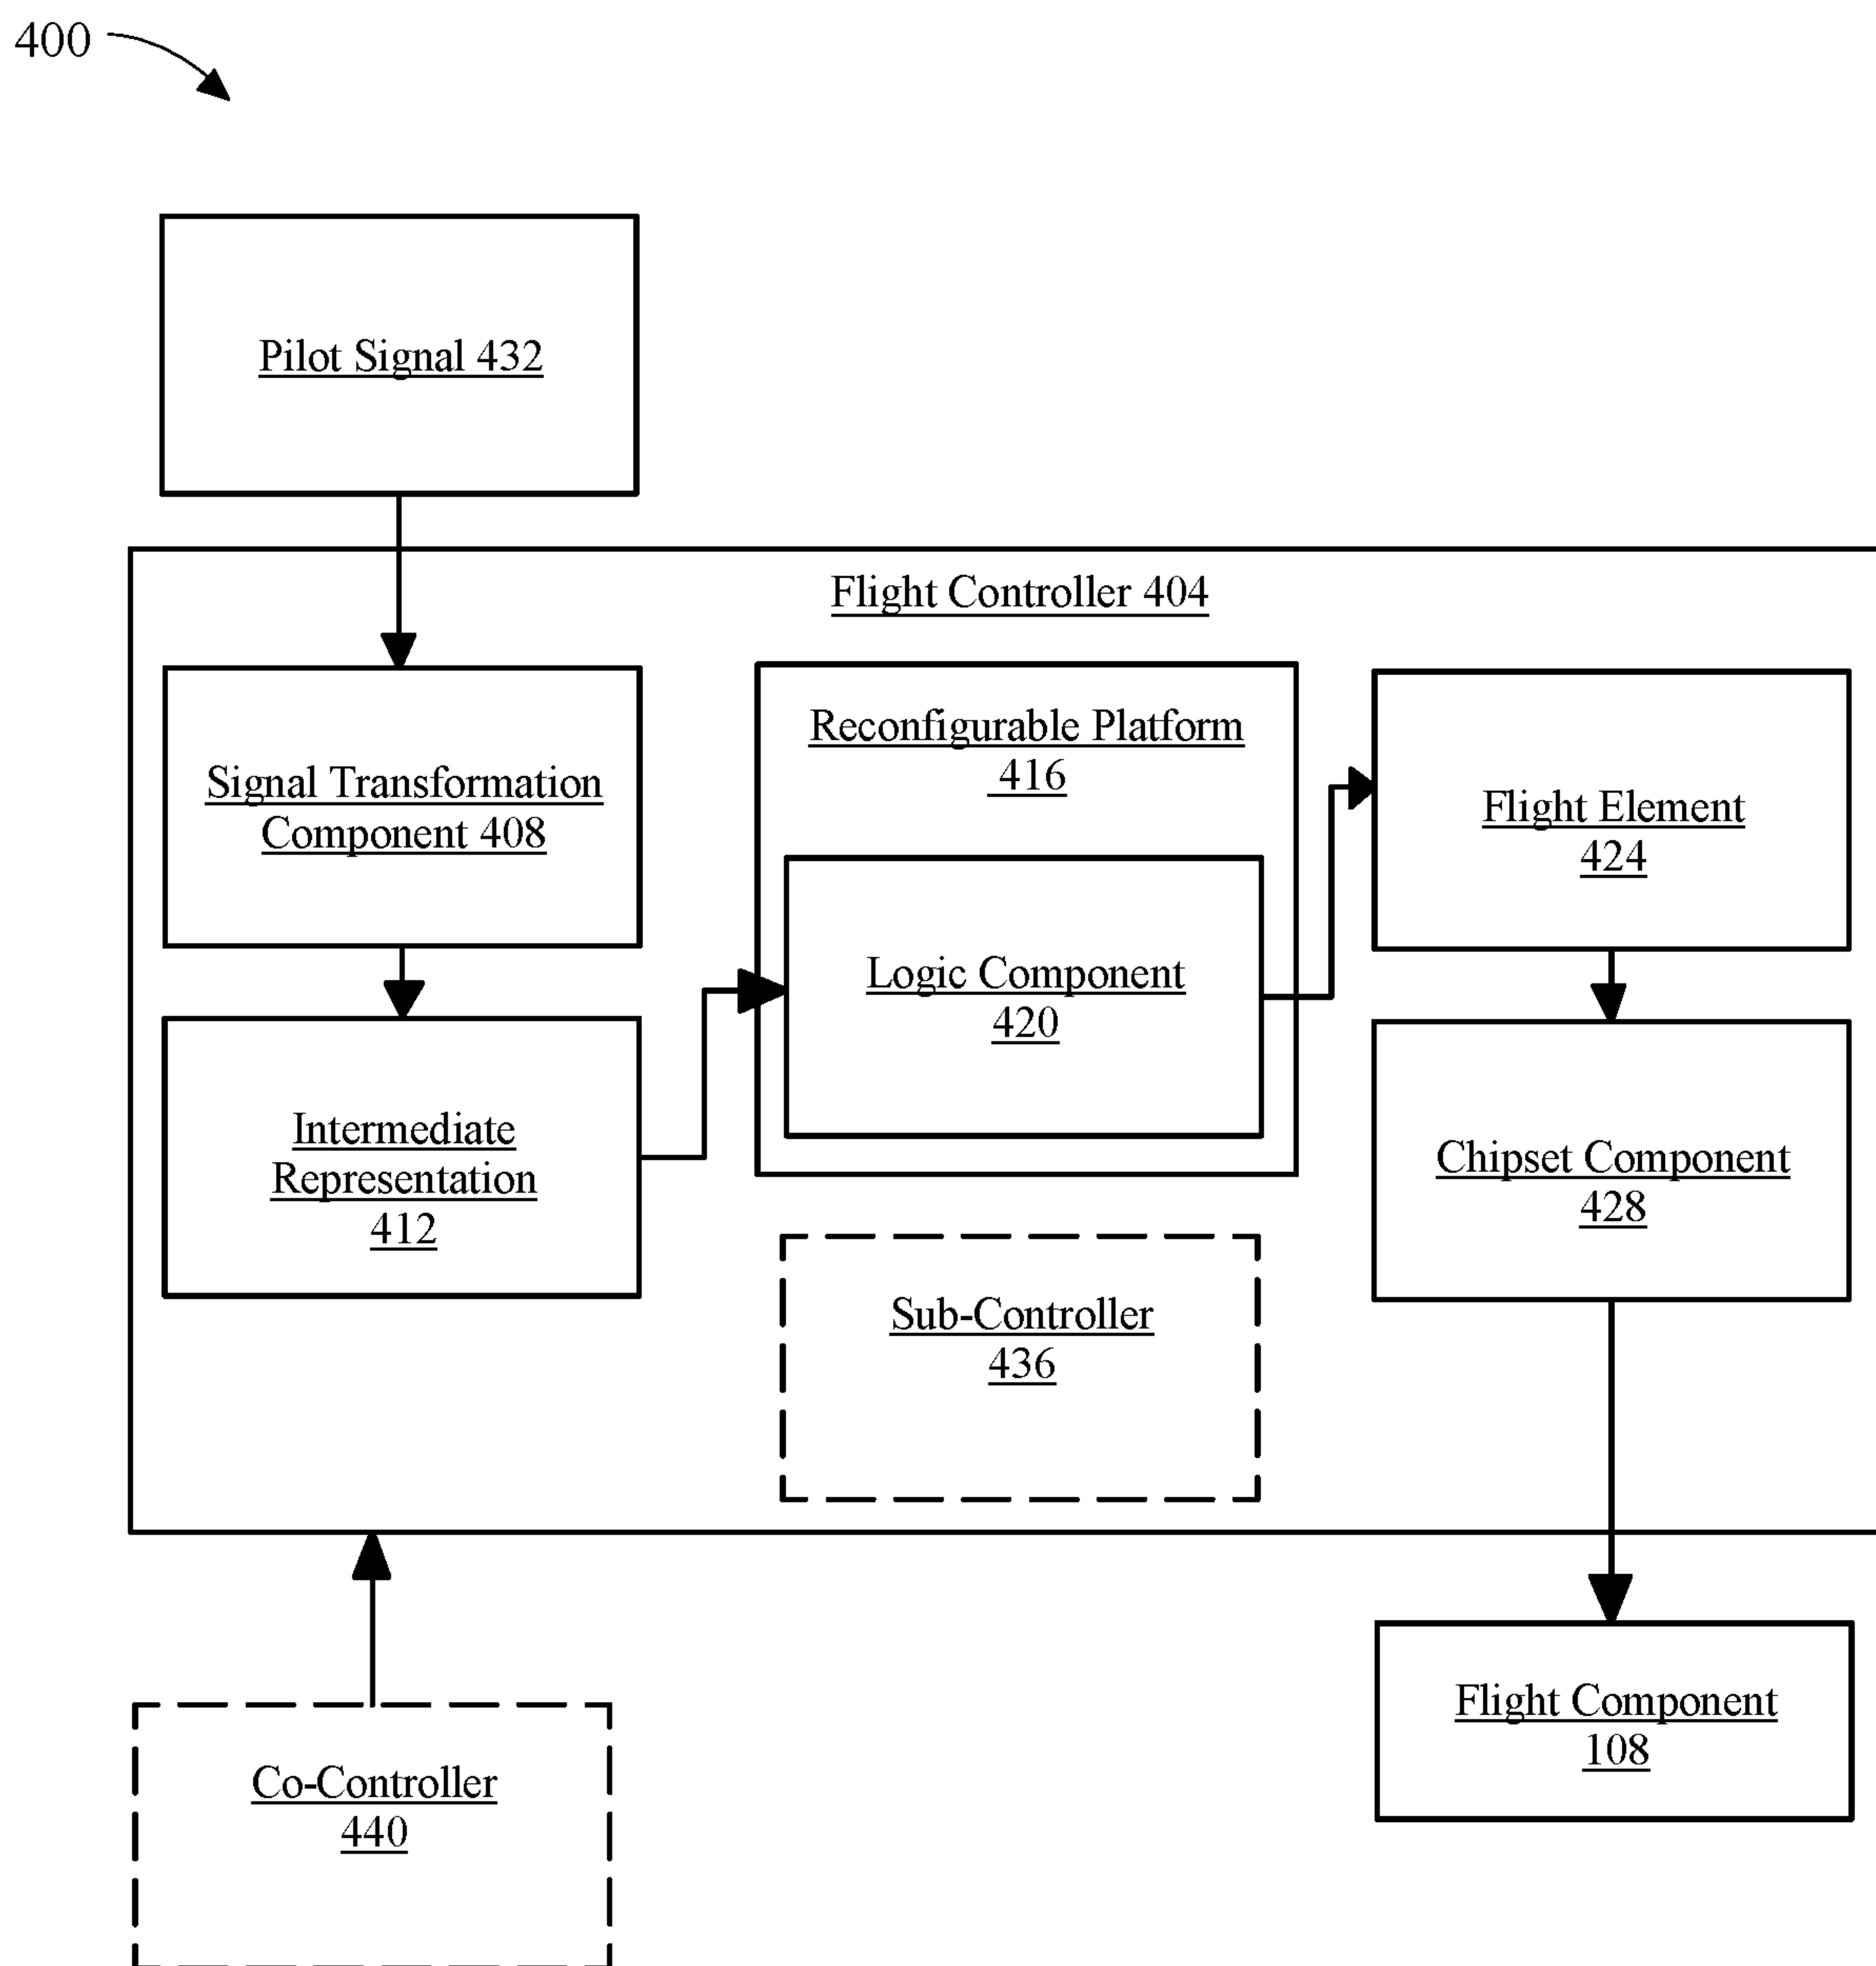 400
Pilot Signal 432
Flight Controller 404
Signal Transformation
Component 408
Intermediate
Representation
412
Reconfigurable Platform
416
Logic Component
420
Sub-Controller
436
Flight Element
424
Chipset Component
428
Flight Component
108
Co-Controller
440